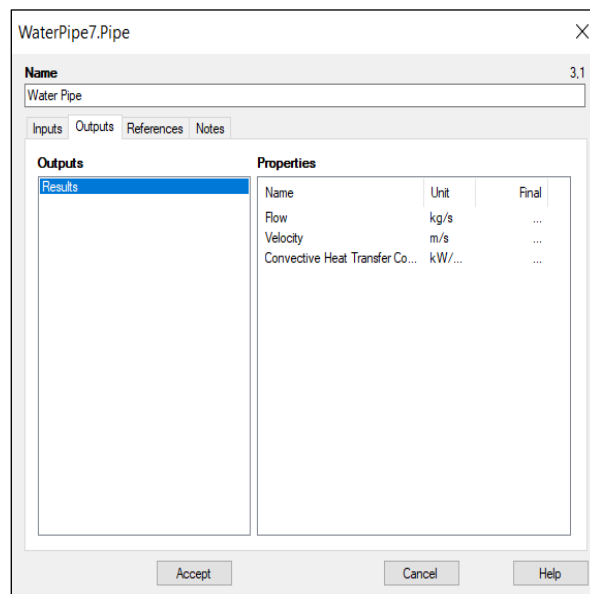 WaterPipe7.Pipe
Name 3,1
Water Pipe
Inputs Outputs References Notes
Outputs Properties
Results
Name Unit Final
Flow kg/s ...
Velocity m/s ...
Convective Heat Transfer Co... kW/... ...
Accept Cancel Help